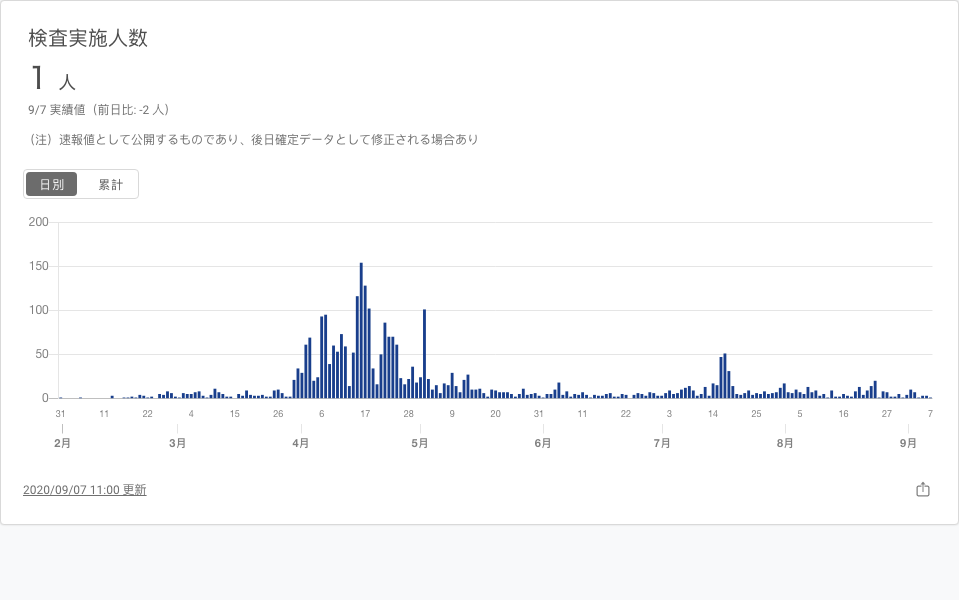 検査実施人数
1 人
9/7 実績値（前日比: -2 人）
（注）速報値として公開するものであり、後日確定データとして修正される場合あり
日別 累計
200
150
100
50
0
31 11 22 4 15 26 6 17 28 9 20 31 11 22 3 14 25 5 16 27 7
2月 3月 4月 5月 6月 7月 8月 9月
2020/09/07 11:00 更新